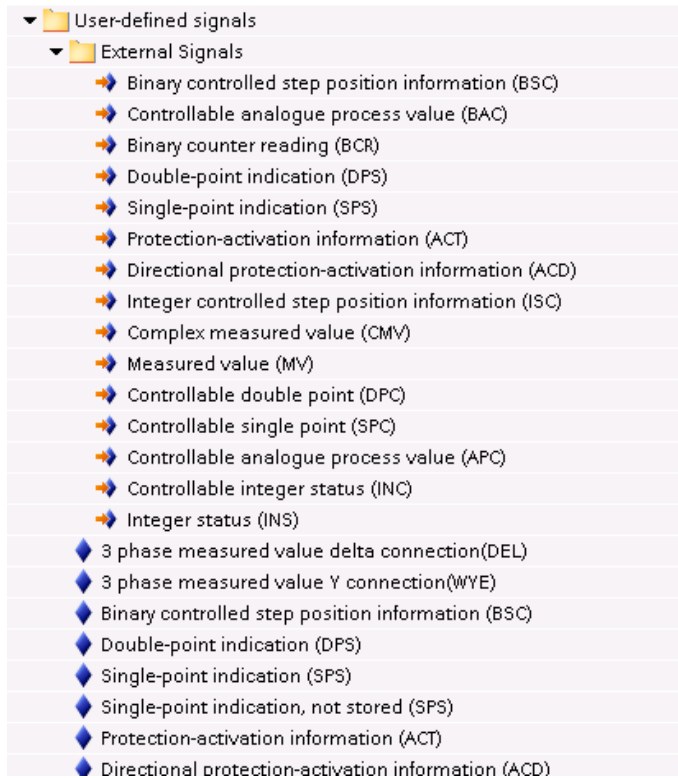 User-defined signals
External Signals
Binary controlled step position information (BSC)
Controllable analogue process value (BAC)
Binary counter reading (BCR)
Double-point indication (DPS)
Single-point indication (SPS)
Protection-activation information (ACT)
Directional protection-activation information (ACD)
Integer controlled step position information (ISC)
Complex measured value (CMV)
Measured value (MV)
Controllable double point (DPC)
Controllable single point (SPC)
Controllable analogue process value (APC)
Controllable integer status (INC)
Integer status (INS)
3 phase measured value delta connection(DEL)
3 phase measured value Y connection(WYE)
Binary controlled step position information (BSC)
Double-point indication (DPS)
Single-point indication (SPS)
Single-point indication, not stored (SPS)
Protection-activation information (ACT)
Directional protection-activation information (ACD)